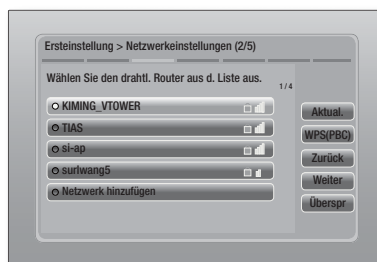 Ersteinstellung > Netzwerkeinstellungen (2/5)
Wählen Sie den drahtl. Router aus d. Liste aus.
1/4
KIMING_VTOWER
TIAS
si-ap
surlwang5
Netzwerk hinzufügen
Aktual.
WPS(PBC)
Zurück
Weiter
Überspr